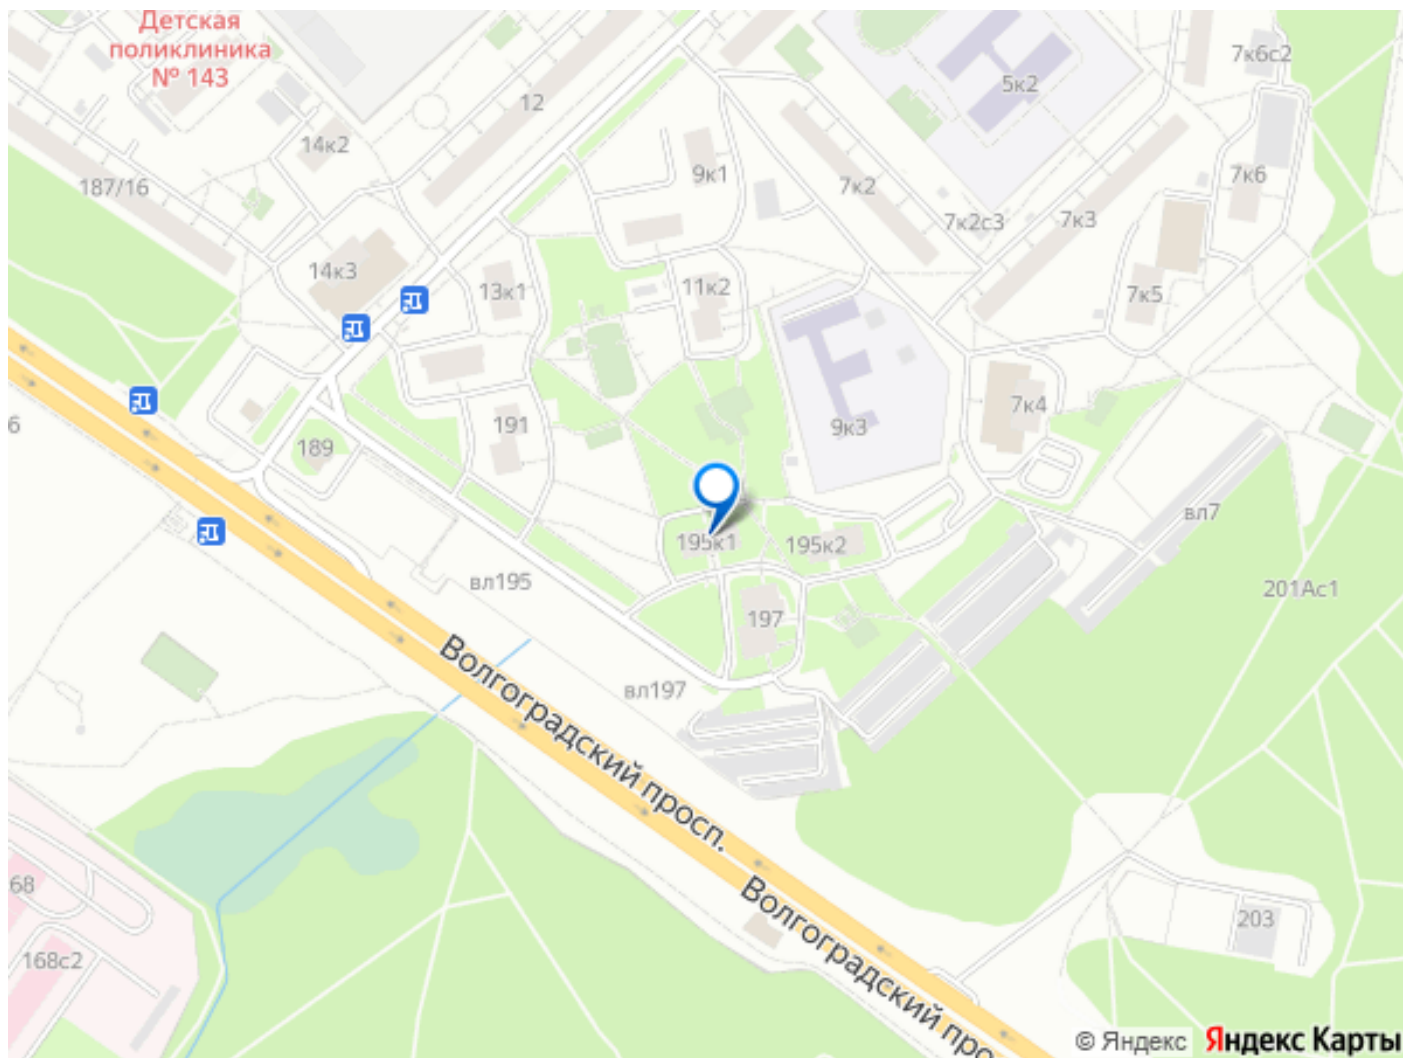 Детская
поликлиника
№ 143
12
5к2
7к6с2
14к2
187/16
9к1
7к2
7к6
7к2с3
7к3
14к3
13к1
11к2
7к5
7к4
6
189
191
9к3
вл7
195к1
195к2
вл195
201Ас1
197
вл197
Волгоградский просп.
68
Волгоградский про
203
168с2
© Яндекс
Яндекс Карты